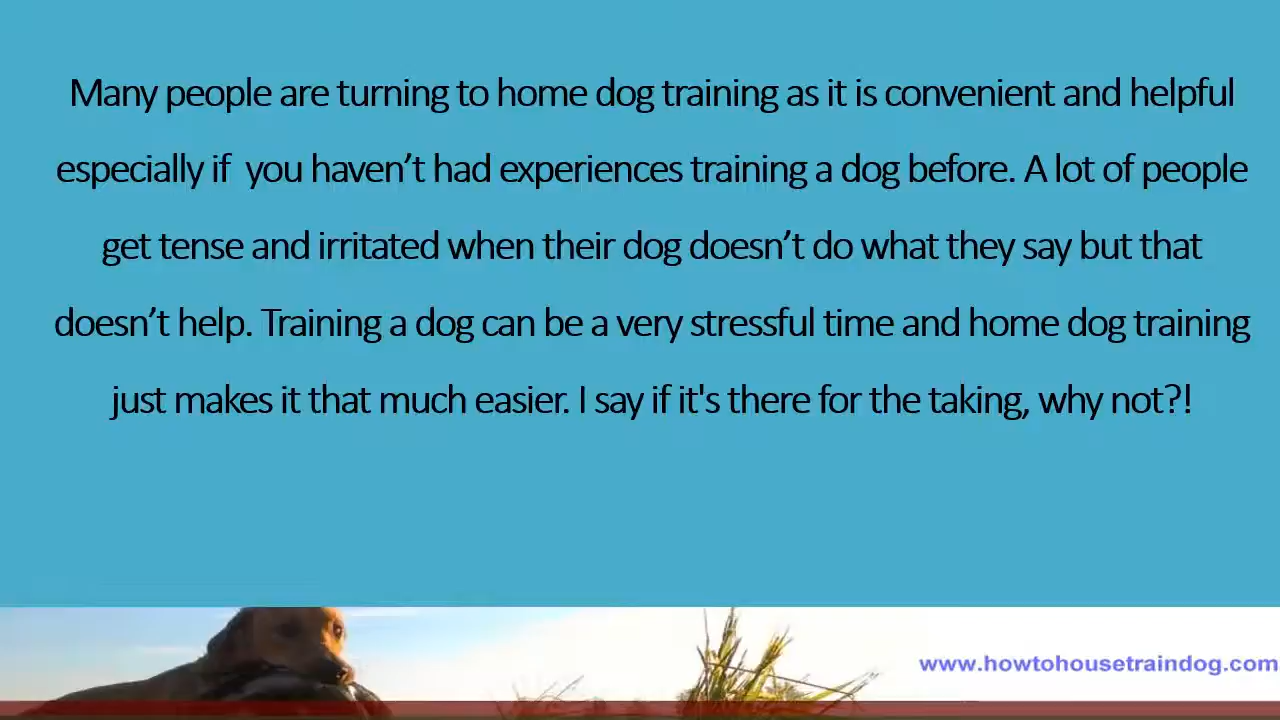 Many people are turning to home dog training as it is convenient and helpful
especially if  you haven’t had experiences training a dog before. A lot of people
get tense and irritated when their dog doesn’t do what they say but that
doesn’t help. Training a dog can be a very stressful time and home dog training
just makes it that much easier. I say if it's there for the taking, why not?!
www.howtohousetraindog.com